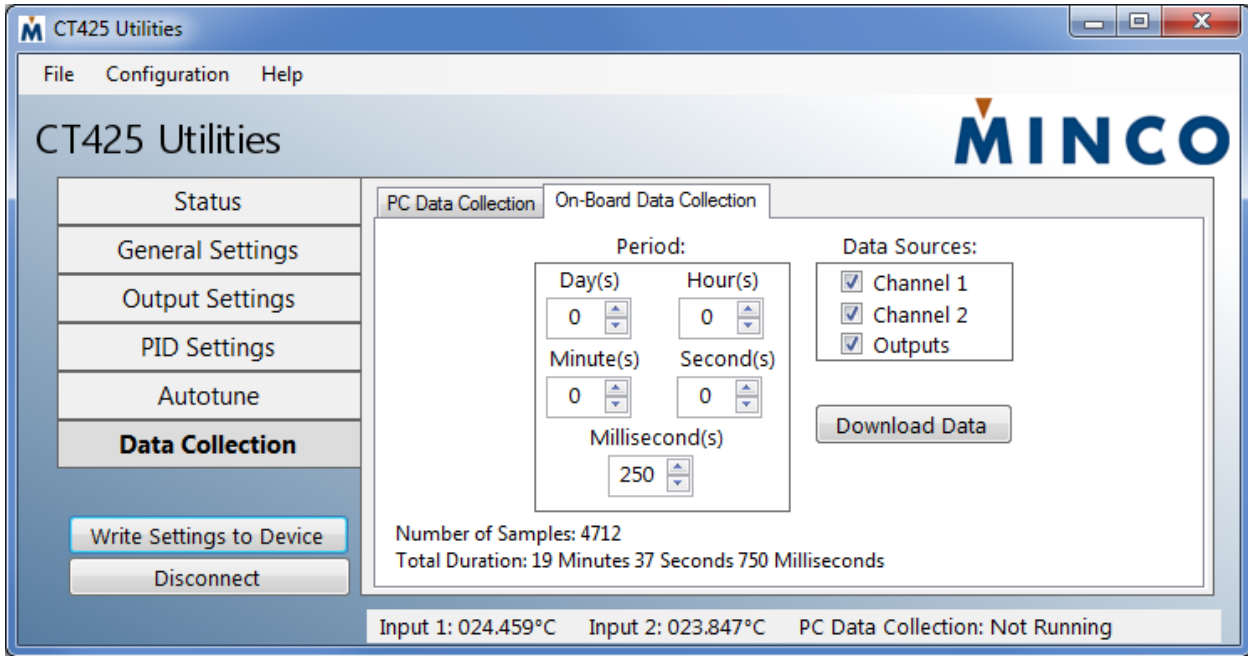 CT425 Utilities
File Configuration Help
CT425 Utilities
MINCO
Status
General Settings
Output Settings
PID Settings
Autotune
Data Collection
Write Settings to Device
Disconnect
PC Data Collection On-Board Data Collection
Period:
Day(s) Hour(s)
0 0
Minute(s) Second(s)
0 0
Millisecond(s)
250
Data Sources:
Channel 1
Channel 2
Outputs
Download Data
Number of Samples: 4712
Total Duration: 19 Minutes 37 Seconds 750 Milliseconds
Input 1: 024.459°C Input 2: 023.847°C PC Data Collection: Not Running